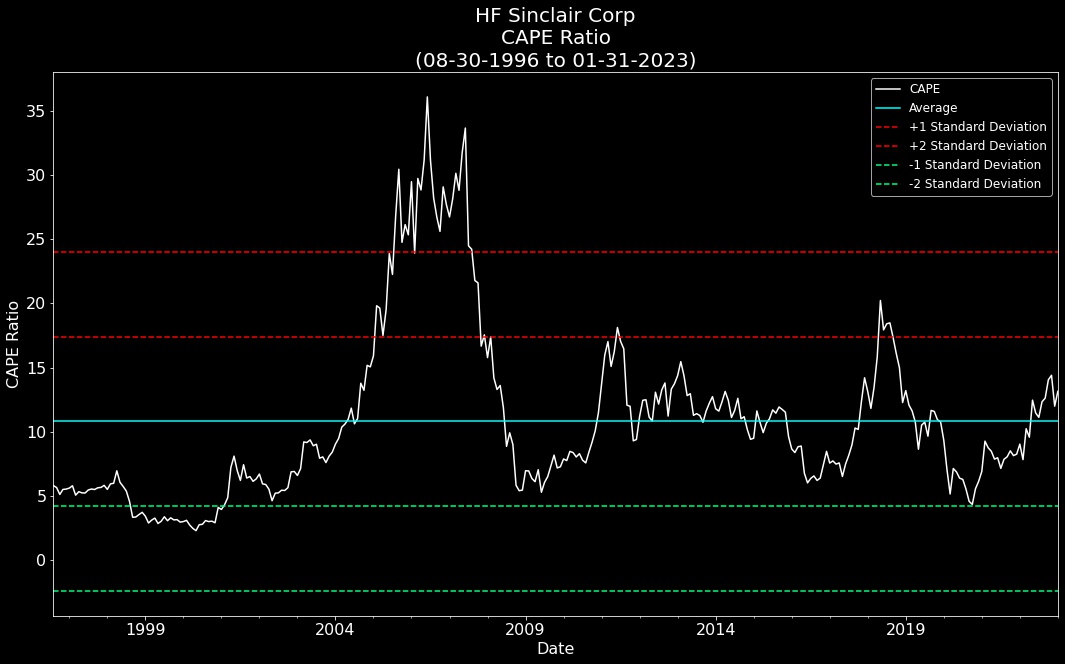 HF Sinclair Corp
CAPE Ratio
(08-30-1996 to 01-31-2023)
CAPE
Average
+1 Standard Deviation
+2 Standard Deviation
-1 Standard Deviation
-2 Standard Deviation
CAPE Ratio
35
30
25
20
15
10
5
0
1999
2004
2009
2014
2019
Date